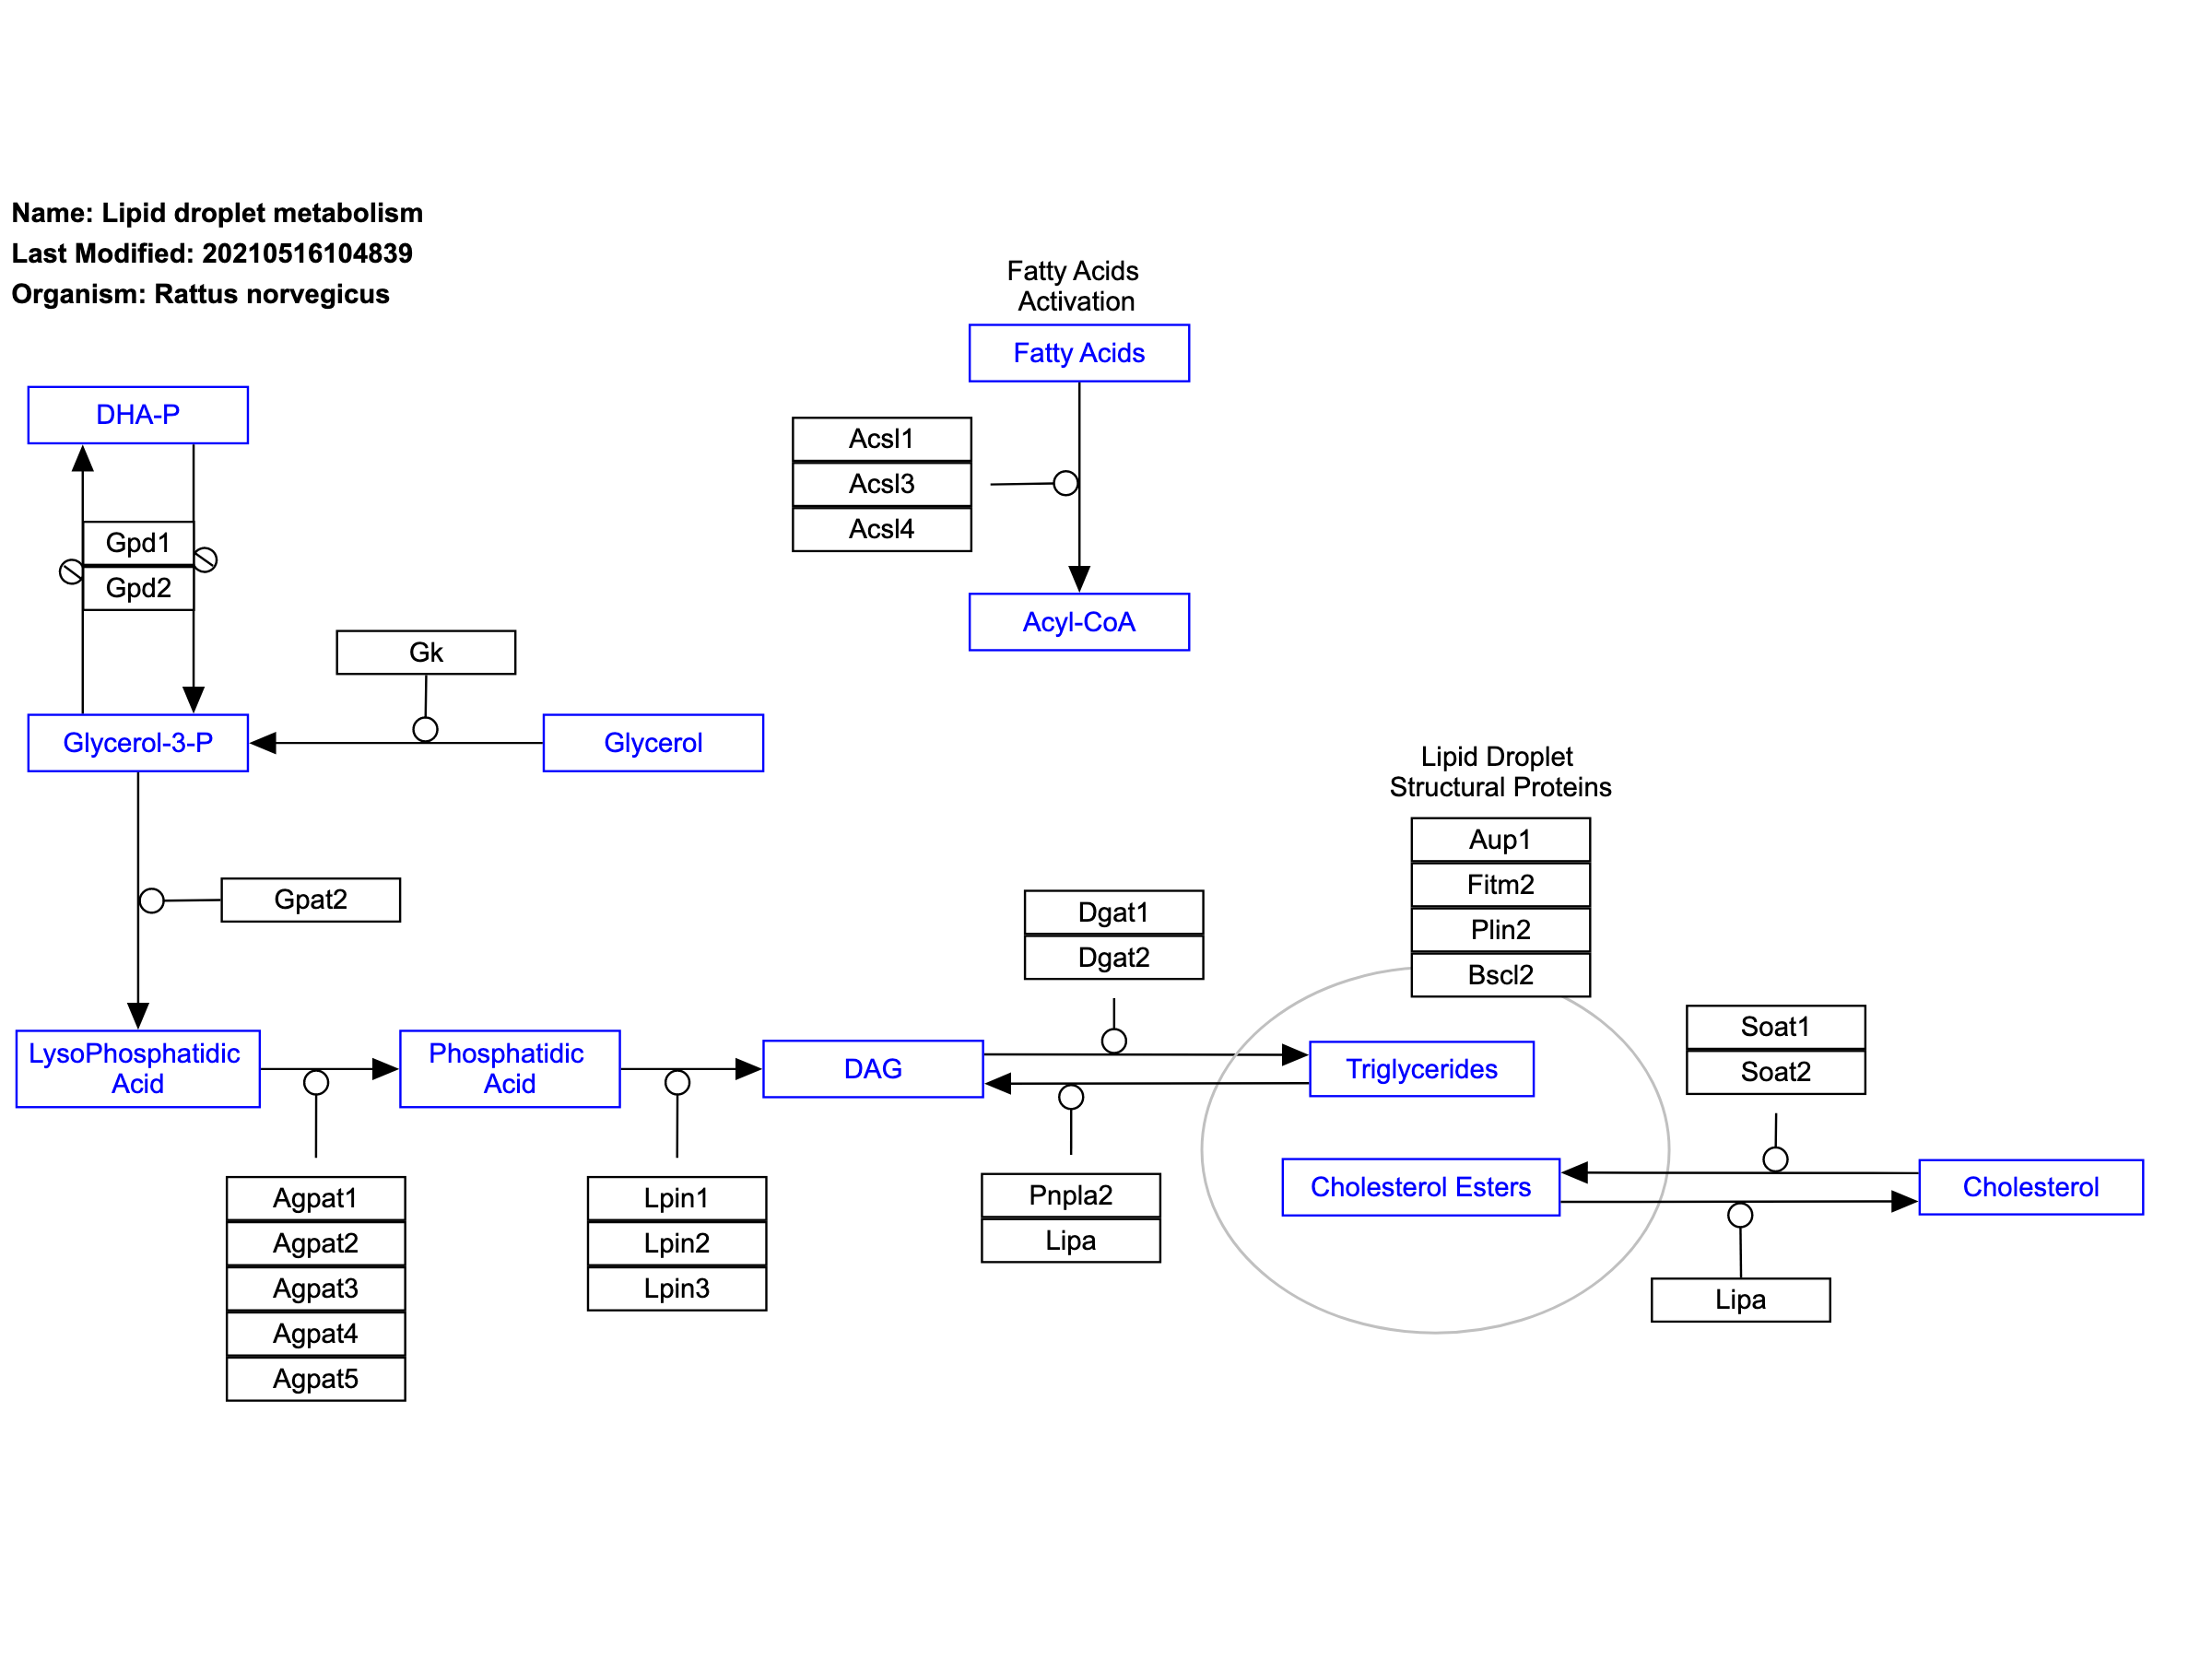 Name: Lipid droplet metabolism
Last Modified: 20210516104839
Organism: Rattus norvegicus
Fatty Acids
Activation
Fatty Acids
DHA-P
Acsl1
Acsl3
Acsl4
Gpd1
Gpd2
Acyl-CoA
Gk
Glycerol-3-P
Glycerol
Lipid Droplet
Structural Proteins
Aup1
Fitm2
Plin2
Bscl2
Gpat2
Dgat1
Dgat2
Soat1
Soat2
LysoPhosphatidic
Acid
Phosphatidic
Acid
DAG
Triglycerides
Cholesterol Esters
Cholesterol
Agpat1
Agpat2
Agpat3
Agpat4
Agpat5
Lpin1
Lpin2
Lpin3
Pnpla2
Lipa
Lipa